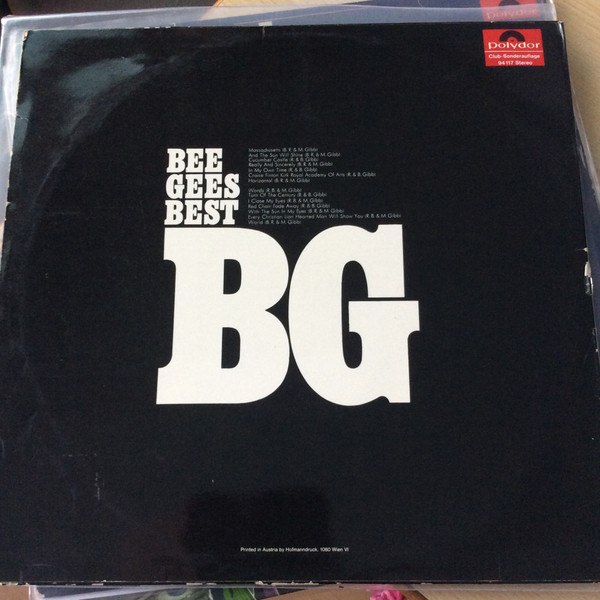 polydor
Club-Sonderauflage
94117 Stereo
BEE
GEES
BEST
Massachusetts (B. R. & M. Gibb)
And The Sun Will Shine (B. R. & M. Gibb)
Cucumber Castle (R. & B. Gibb)
Really And Sincerely (B. R. & M. Gibb)
In My Own Time (R. & B. Gibb)
Craise Finton Kirk Royal Academy Of Arts (R. & B. Gibb)
Horizontal (B. R. & M. Gibb)
Words (B. R. & M. Gibb)
Turn Of The Century (R. & B. Gibb)
I Close My Eyes (R. B. & M. Gibb)
Red Chair Fade Away (R. & B. Gibb)
With The Sun In My Eyes (B. R. & M. Gibb)
Every Christian Lion Hearted Man Will Show You (R. B. & M. Gibb)
World (B. R. & M. Gibb)
BG
Printed in Austria by Hofmanndruck, 1060 Wien VI